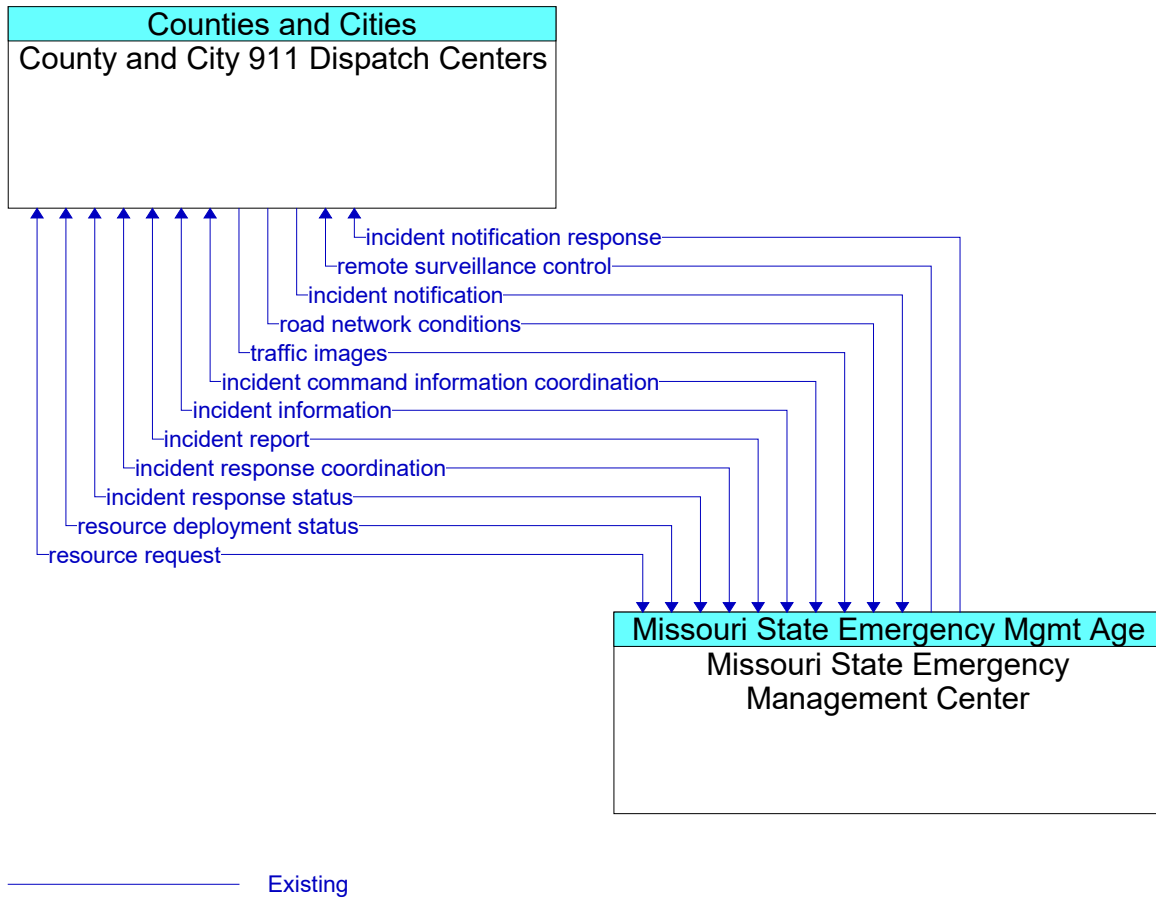 Counties and Cities
County and City 911 Dispatch Centers
incident notification response
remote surveillance control
incident notification
road network conditions
traffic images
incident command information coordination
incident information
incident report
incident response coordination
incident response status
resource deployment status
resource request
Missouri State Emergency Mgmt Age
Missouri State Emergency
Management Center
Existing